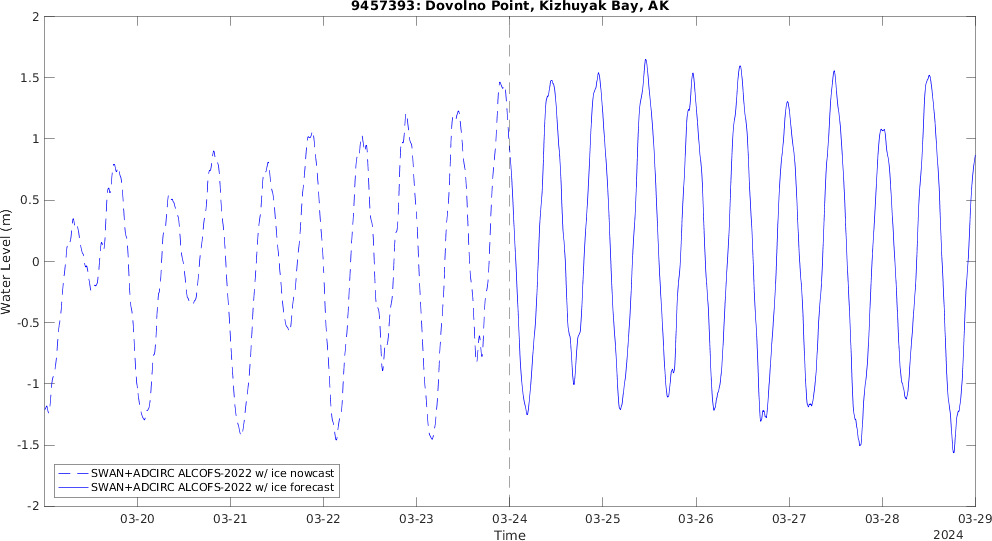 9457393: Dovolno Point, Kizhuyak Bay, AK
2
1.5
1
0.5
0
-0.5
-1
-1.5
-2
Water Level (m)
SWAN+ADCIRC ALCOFS-2022 w/ ice nowcast
SWAN+ADCIRC ALCOFS-2022 w/ ice forecast
03-20 03-21 03-22 03-23 03-24 03-25 03-26 03-27 03-28 03-29
Time
2024